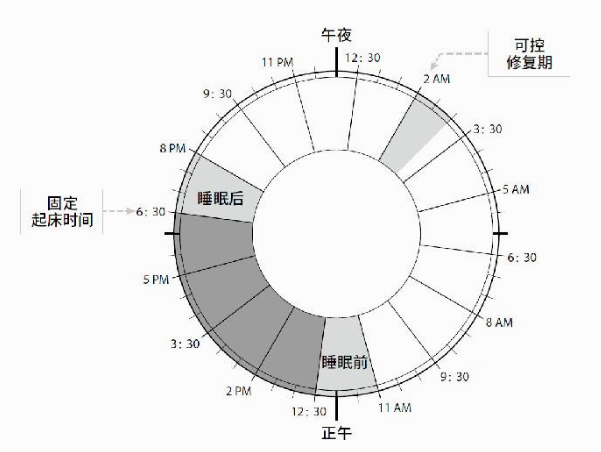 午夜
12: 30
2 AM
可控
修复期
3: 30
5 AM
6: 30
8 AM
9: 30
11 AM
正午
12: 30
2 PM
3: 30
5 PM
6: 30
固定
起床时间
8 PM
9: 30
11 PM
睡眠后
睡眠前